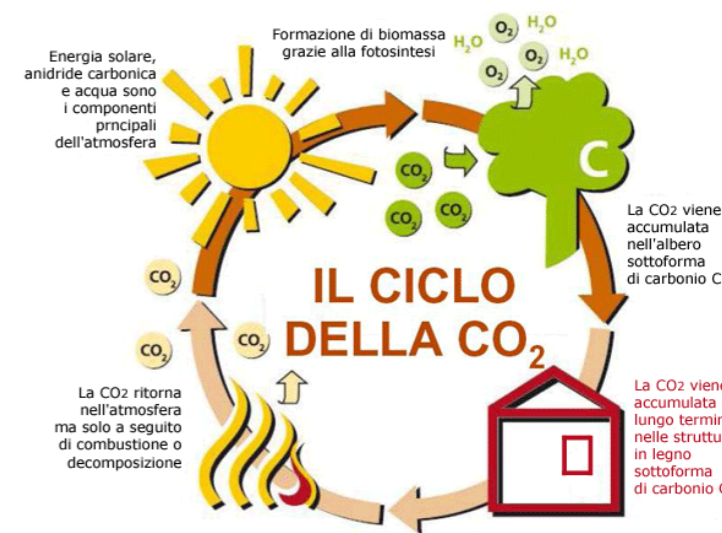 Formazione di biomassa
grazie alla fotosintesi
Energia solare,
anidride carbonica
e acqua sono
i componenti
prncipali
dell'atmosfera
H₂O
O₂
H₂O
O₂
H₂O
O₂
C
CO₂
CO₂
CO₂
La CO2 viene
accumulata
nell'albero
sottoforma
di carbonio C
IL CICLO
DELLA CO₂
CO₂
CO₂
CO₂
La CO2 ritorna
nell'atmosfera
ma solo a seguito
di combustione o
decomposizione
La CO2
accumulata
lungo
nelle
in legno
sottoforma
di carbonio